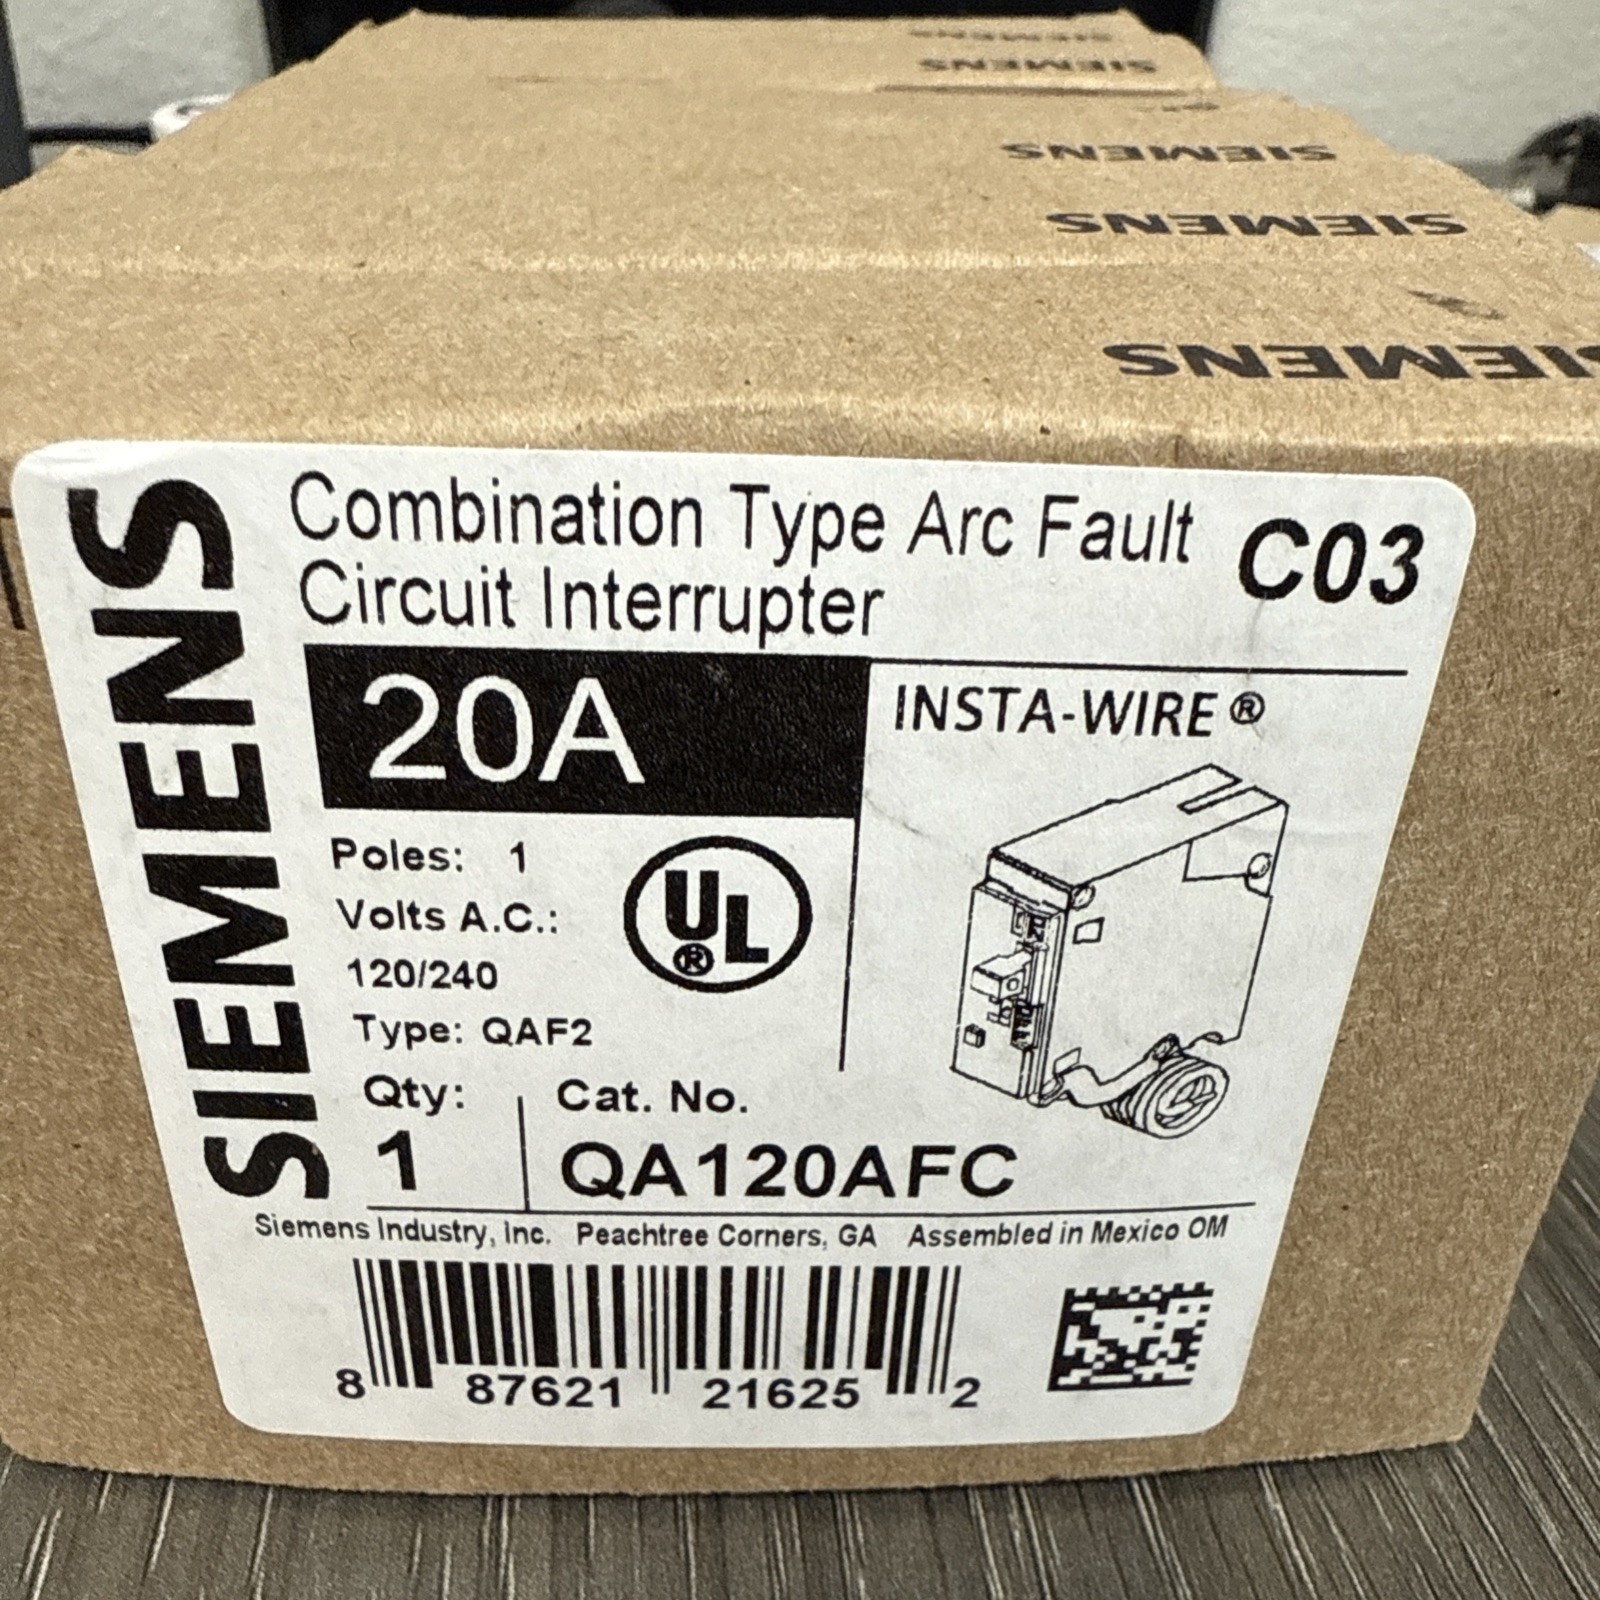 SIEMENS
SIEMENS
SIEMENS
SIEMENS
SIEMENS
SIEMENS
Combination Type Arc Fault
Circuit Interrupter
C03
20A
INSTA-WIRE®
Poles: 1
Volts A.C.:
120/240
Type: QAF2
UL®
Qty:
1
Cat. No.
QA120AFC
Siemens Industry, Inc. Peachtree Corners, GA Assembled in Mexico OM
8 87621 21625 2